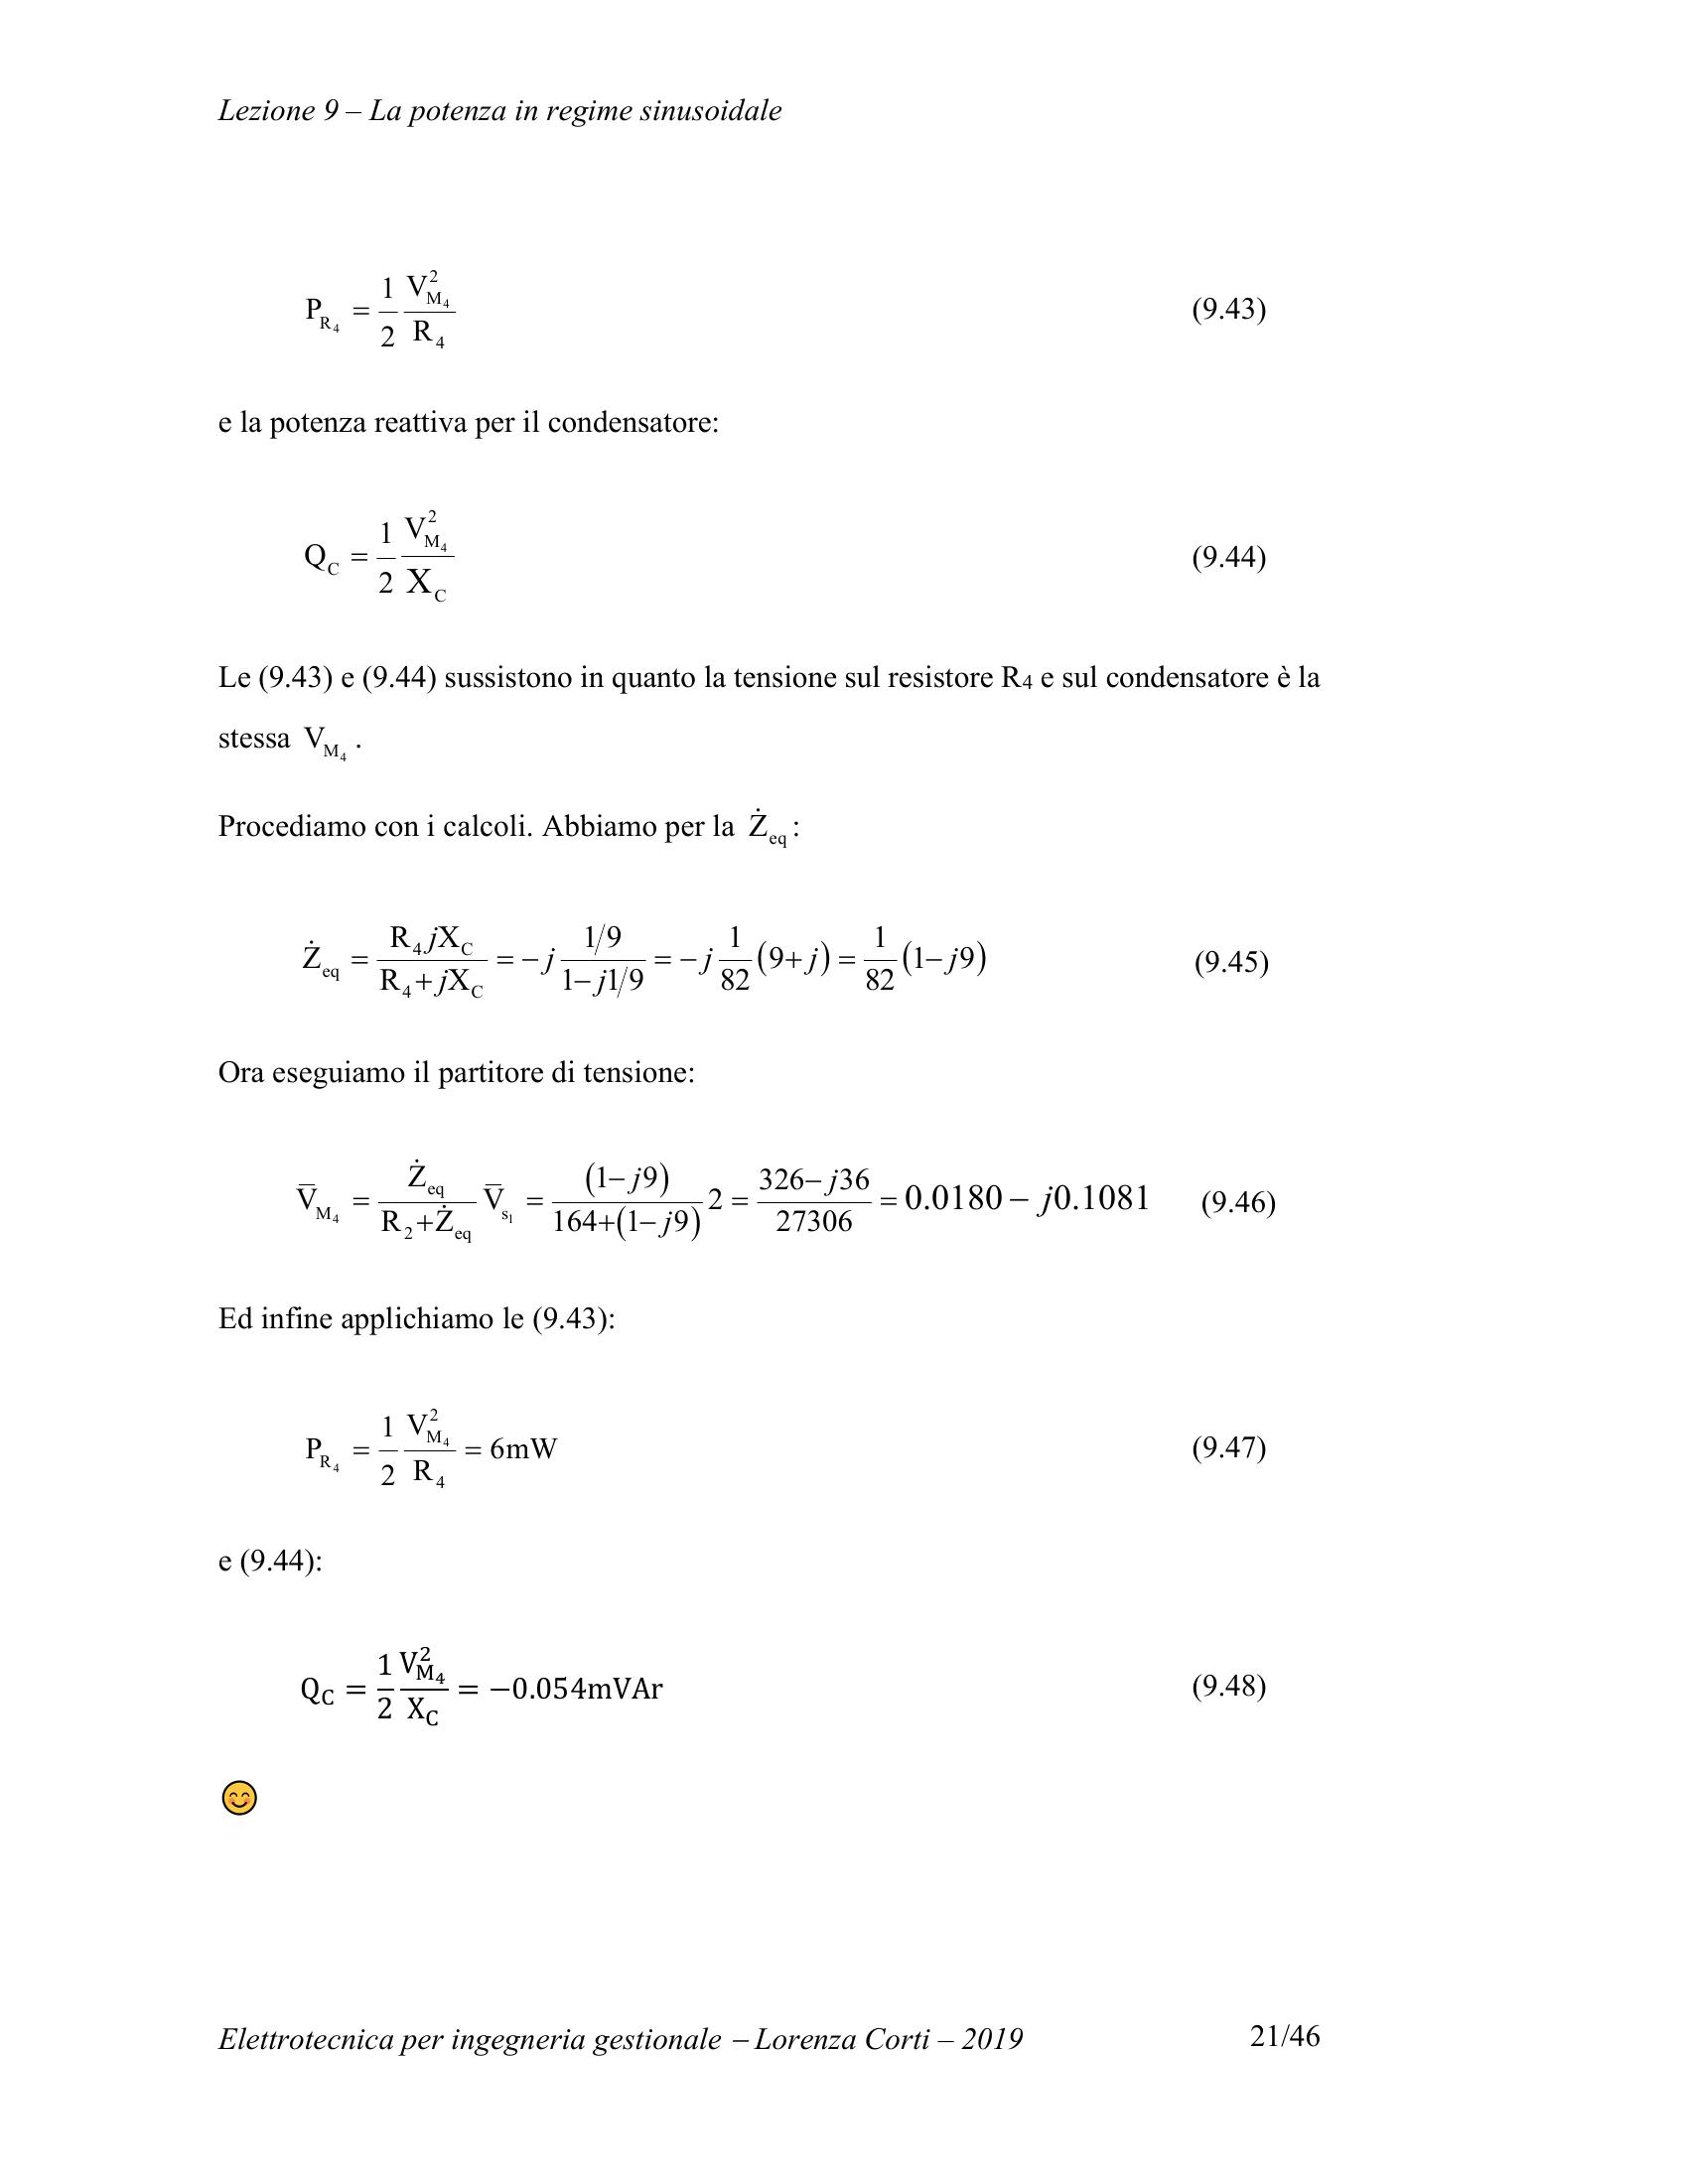 Lezione 9 – La potenza in regime sinusoidale
P_{R_4} = \frac{1}{2} \frac{V_{M_4}^2}{R_4} (9.43)
e la potenza reattiva per il condensatore:
Q_C = \frac{1}{2} \frac{V_{M_4}^2}{X_C} (9.44)
Le (9.43) e (9.44) sussistono in quanto la tensione sul resistore R4 e sul condensatore è la
stessa V_{M_4} .
Procediamo con i calcoli. Abbiamo per la \dot{Z}_{eq} :
\dot{Z}_{eq} = \frac{R_4 jX_C}{R_4 + jX_C} = -j \frac{1/9}{1-j1/9} = -j \frac{1}{82} (9+j) = \frac{1}{82} (1-j9) (9.45)
Ora eseguiamo il partitore di tensione:
\overline{V}_{M_4} = \frac{\dot{Z}_{eq}}{R_2 + \dot{Z}_{eq}} \overline{V}_{s_1} = \frac{(1-j9)}{164+(1-j9)} 2 = \frac{326-j36}{27306} = 0.0180 - j0.1081 (9.46)
Ed infine applichiamo le (9.43):
P_{R_4} = \frac{1}{2} \frac{V_{M_4}^2}{R_4} = 6mW (9.47)
e (9.44):
Q_C = \frac{1}{2} \frac{V_{M_4}^2}{X_C} = −0.054mVAr (9.48)
😊
Elettrotecnica per ingegneria gestionale – Lorenza Corti – 2019 21/46